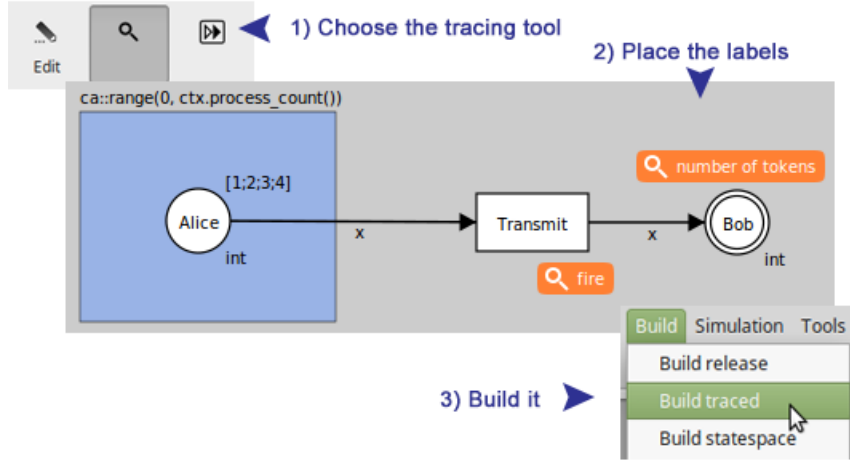 1) Choose the tracing tool
Edit
2) Place the labels
ca::range(0, ctx.process_count())
number of tokens
[1;2;3;4]
Alice
Transmit
Bob
x
x
int
int
fire
Build Simulation Tools
Build release
3) Build it
Build traced
Build statespace